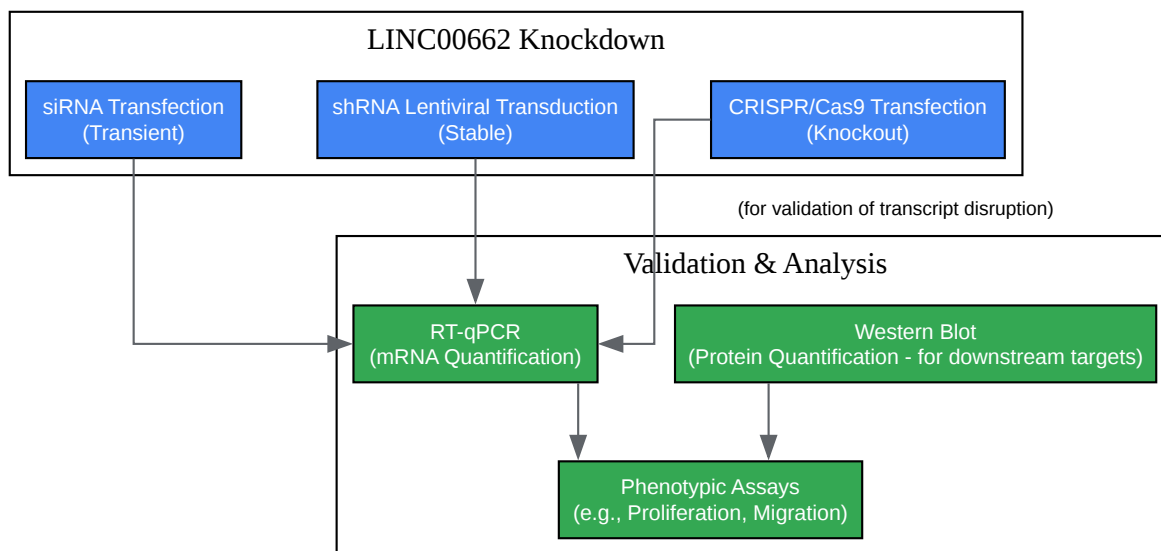 LINC00662 Knockdown
siRNA Transfection
(Transient)
shRNA Lentiviral Transduction
(Stable)
CRISPR/Cas9 Transfection
(Knockout)
(for validation of transcript disruption)
Validation & Analysis
RT-qPCR
(mRNA Quantification)
Western Blot
(Protein Quantification - for downstream targets)
Phenotypic Assays
(e.g., Proliferation, Migration)